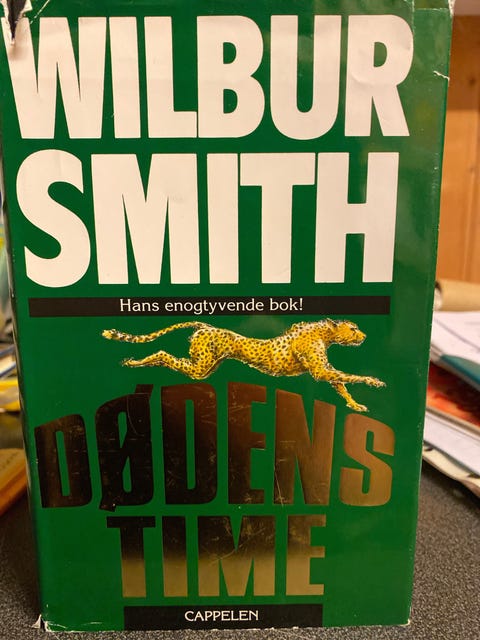 WILBUR
SMITH
Hans enogtyvende bok!
DØDENS
TIME
CAPPELEN